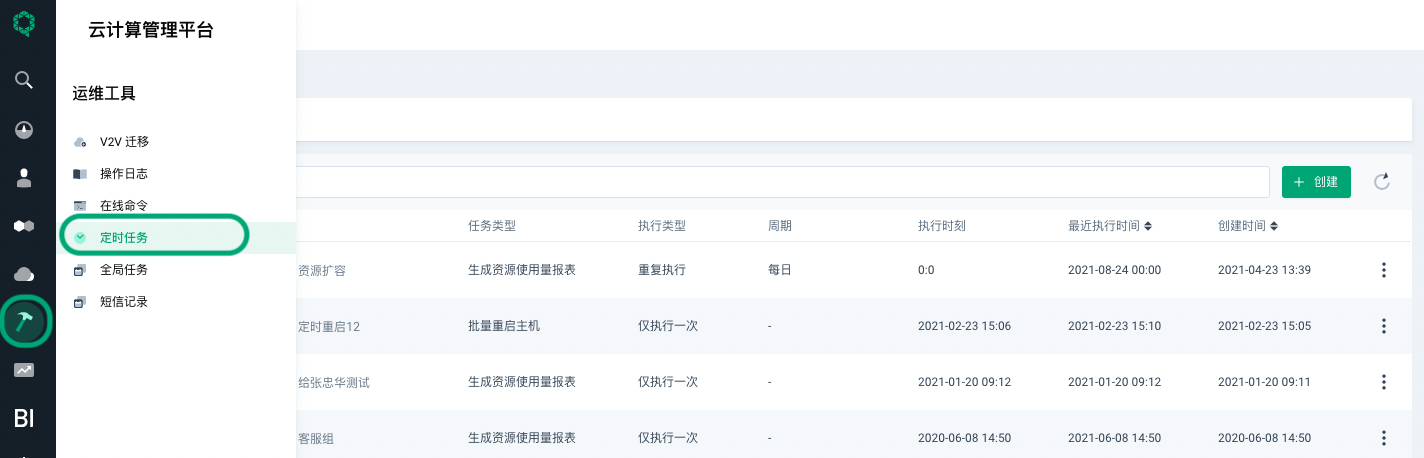 云计算管理平台
运维工具
V2V 迁移
操作日志
在线命令
定时任务
全局任务
短信记录
BI
+ 创建
任务类型 执行类型 周期 执行时刻 最近执行时间 创建时间
资源扩容 生成资源使用量报表 重复执行 每日 0:0 2021-08-24 00:00 2021-04-23 13:39
定时重启12 批量重启主机 仅执行一次 - 2021-02-23 15:06 2021-02-23 15:10 2021-02-23 15:05
给张忠华测试 生成资源使用量报表 仅执行一次 - 2021-01-20 09:12 2021-01-20 09:12 2021-01-20 09:11
客服组 生成资源使用量报表 仅执行一次 - 2020-06-08 14:50 2021-06-08 14:50 2020-06-08 14:50